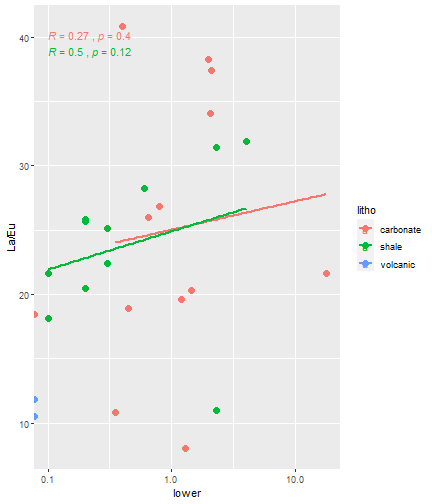 40
R = 0.27 , p = 0.4
R = 0.5 , p = 0.12
30
La/Eu
20
10
0.1 1.0 10.0
lower
litho
carbonate
shale
volcanic